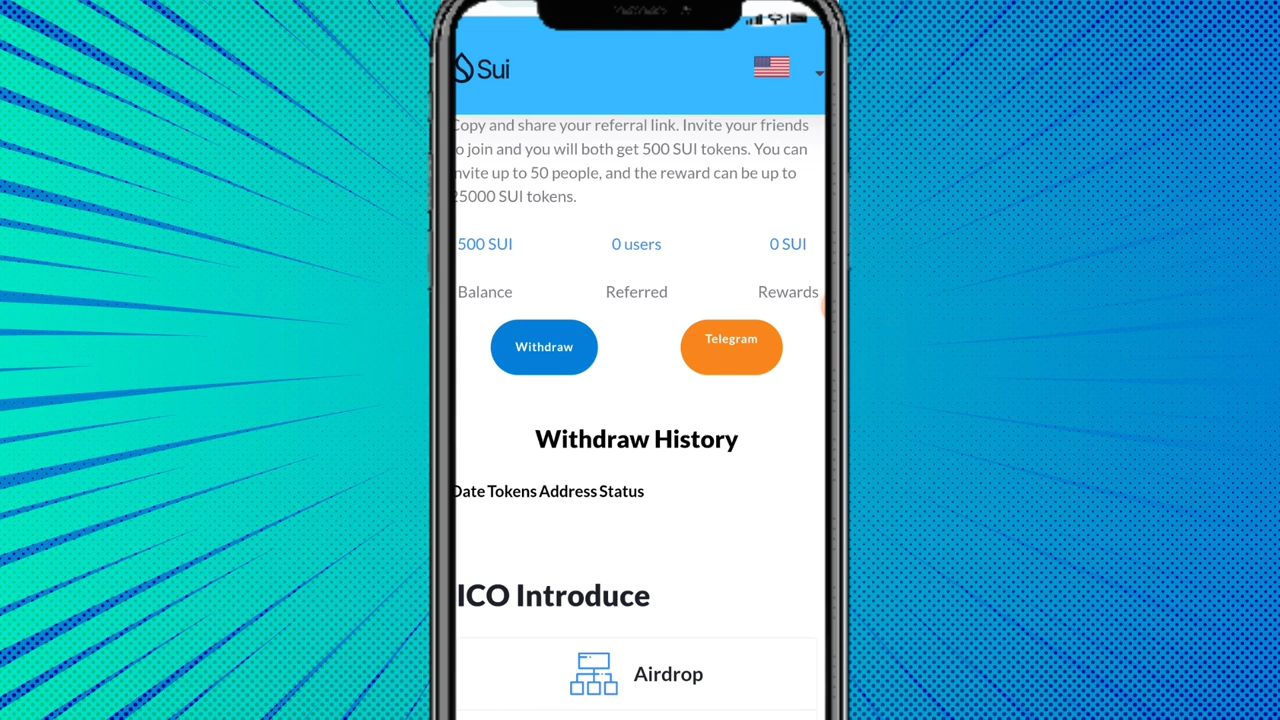 Sui
Copy and share your referral link. Invite your friends
to join and you will both get 500 SUI tokens. You can
invite up to 50 people, and the reward can be up to
25000 SUI tokens.
500 SUI 0 users 0 SUI
Balance Referred Rewards
Withdraw Telegram
Withdraw History
Date Tokens Address Status
ICO Introduce
Airdrop